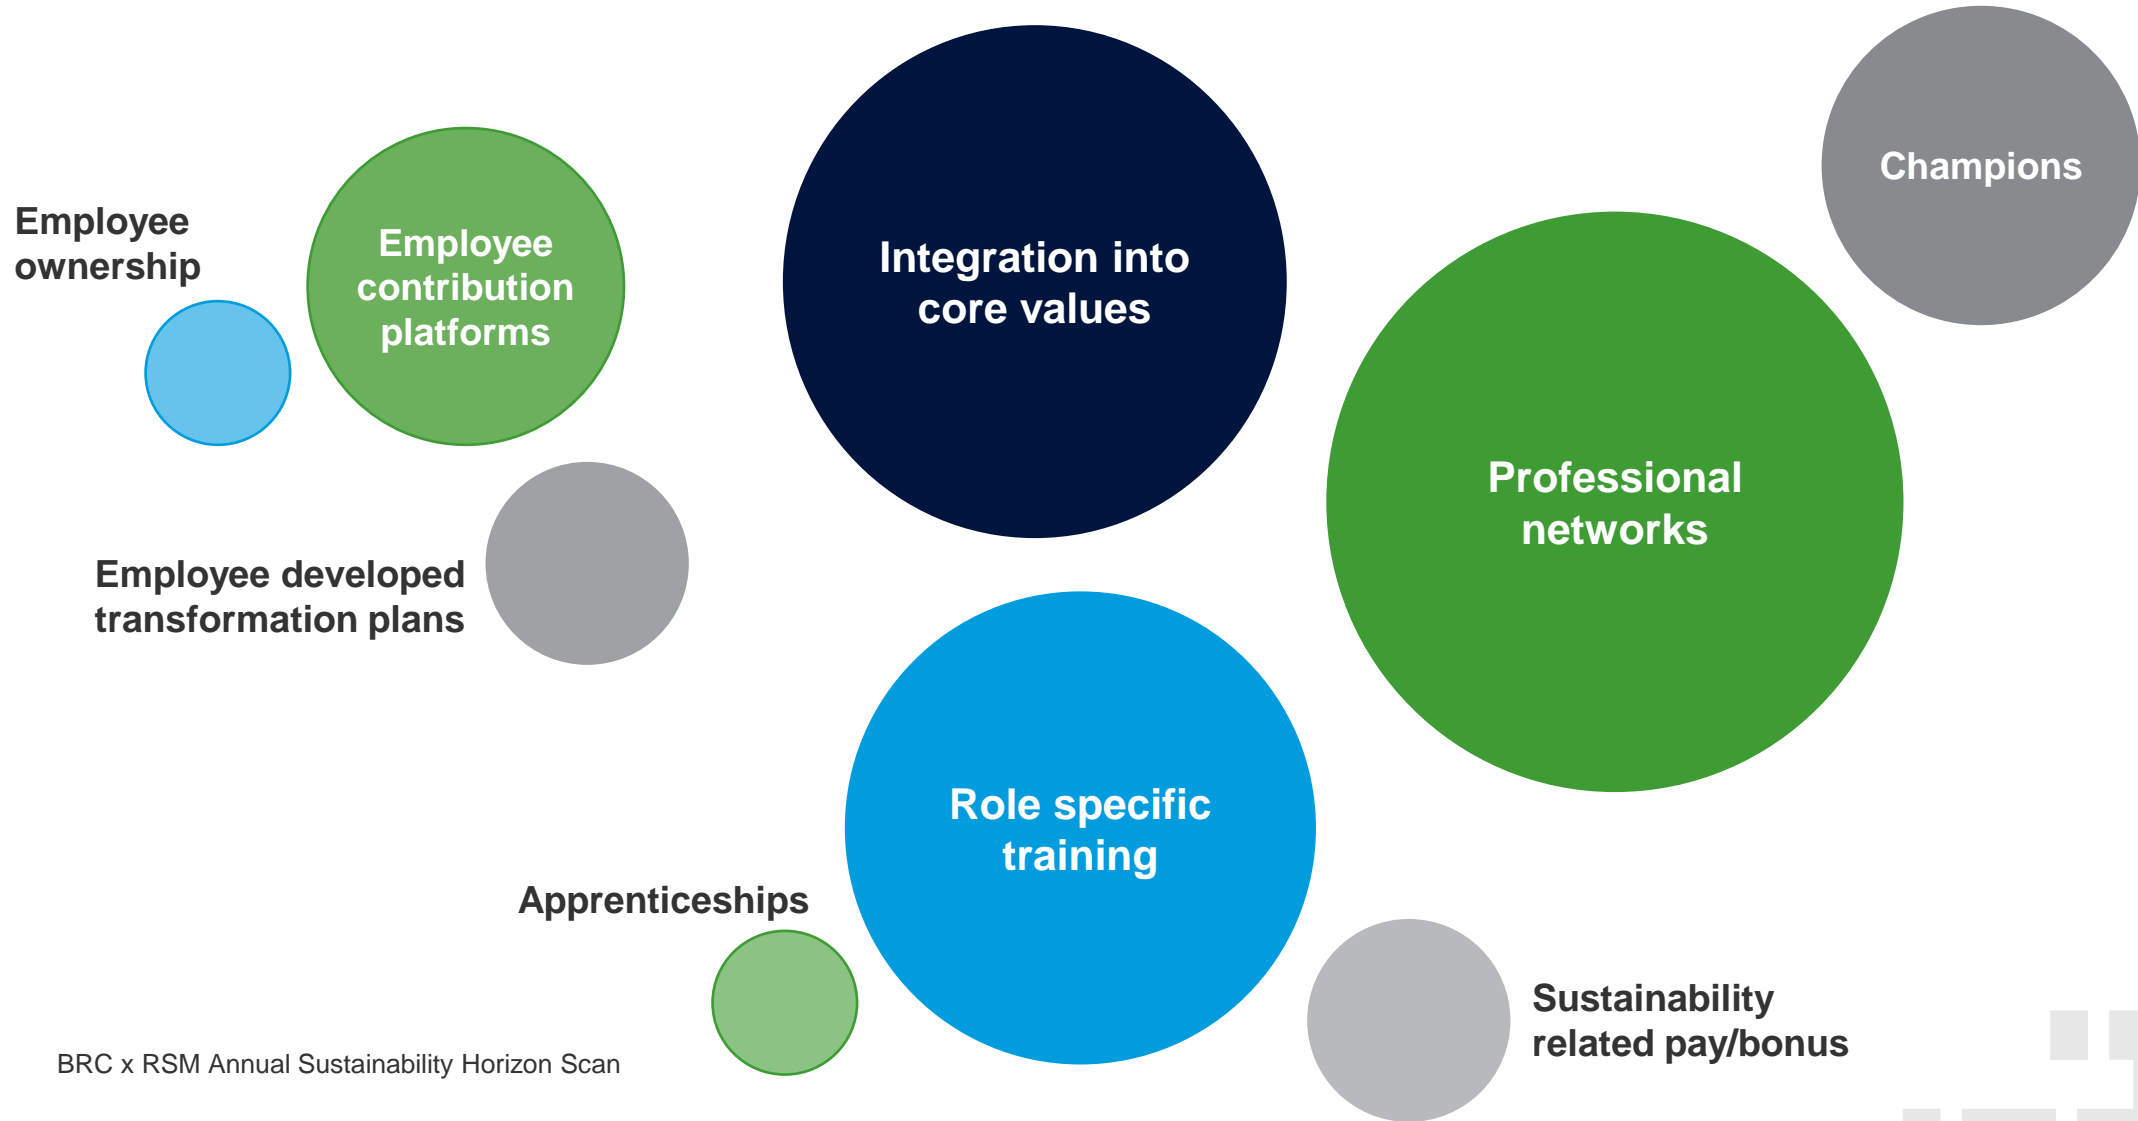 Champions
Employee
ownership
Employee
contribution
platforms
Integration into
core values
Professional
networks
Employee developed
transformation plans
Role specific
training
Apprenticeships
Sustainability
related pay/bonus
BRC x RSM Annual Sustainability Horizon Scan